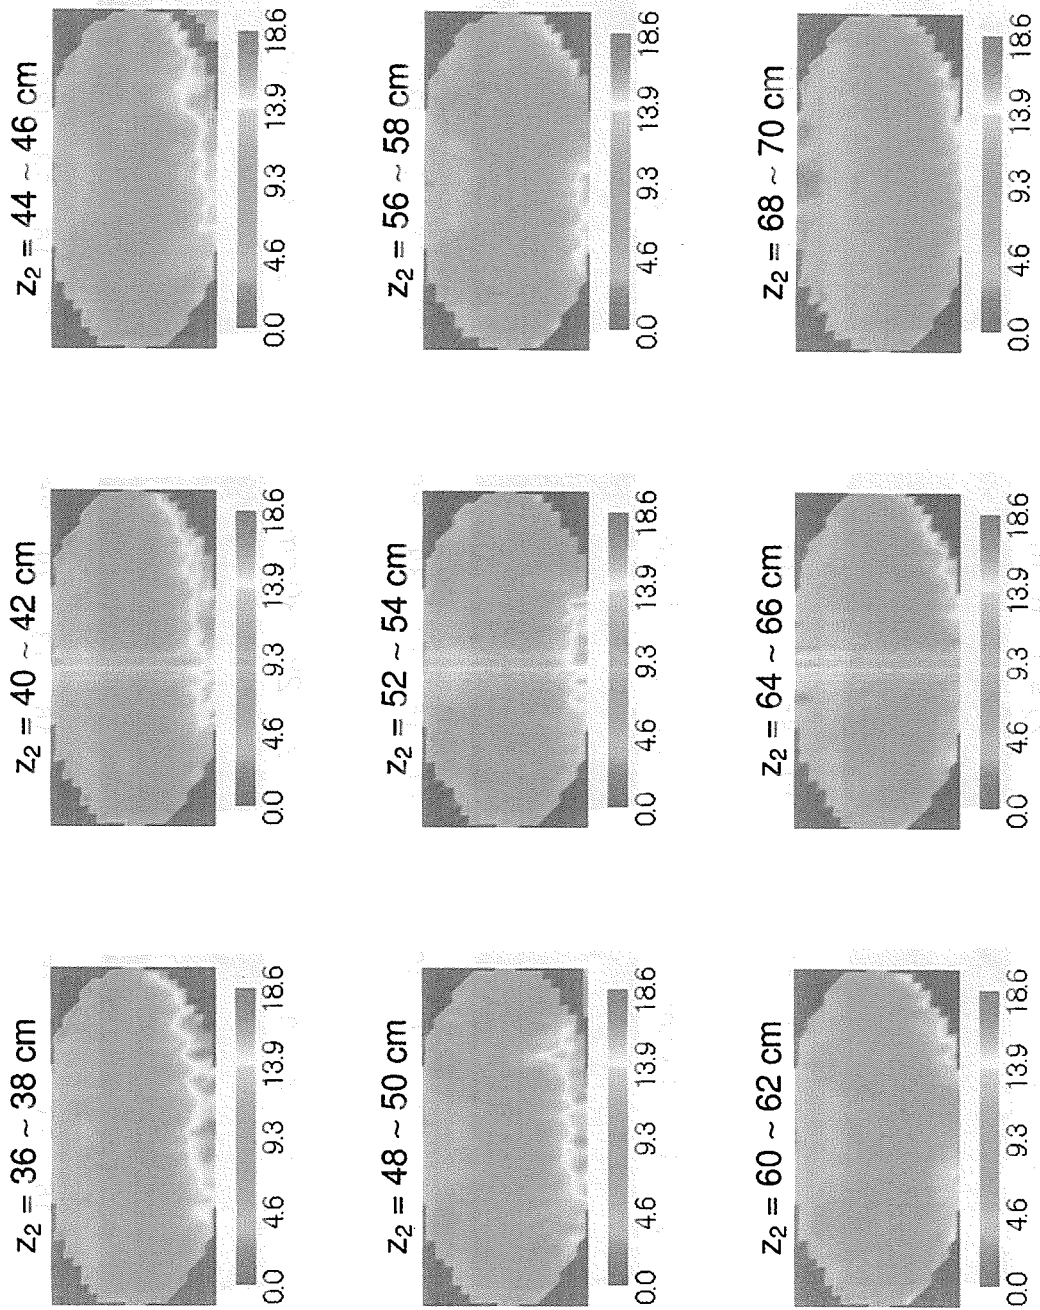 z₂ = 36 ~ 38 cm
0.0 4.6 9.3 13.9 18.6
z₂ = 40 ~ 42 cm
0.0 4.6 9.3 13.9 18.6
z₂ = 44 ~ 46 cm
0.0 4.6 9.3 13.9 18.6
z₂ = 48 ~ 50 cm
0.0 4.6 9.3 13.9 18.6
z₂ = 52 ~ 54 cm
0.0 4.6 9.3 13.9 18.6
z₂ = 56 ~ 58 cm
0.0 4.6 9.3 13.9 18.6
z₂ = 60 ~ 62 cm
0.0 4.6 9.3 13.9 18.6
z₂ = 64 ~ 66 cm
0.0 4.6 9.3 13.9 18.6
z₂ = 68 ~ 70 cm
0.0 4.6 9.3 13.9 18.6